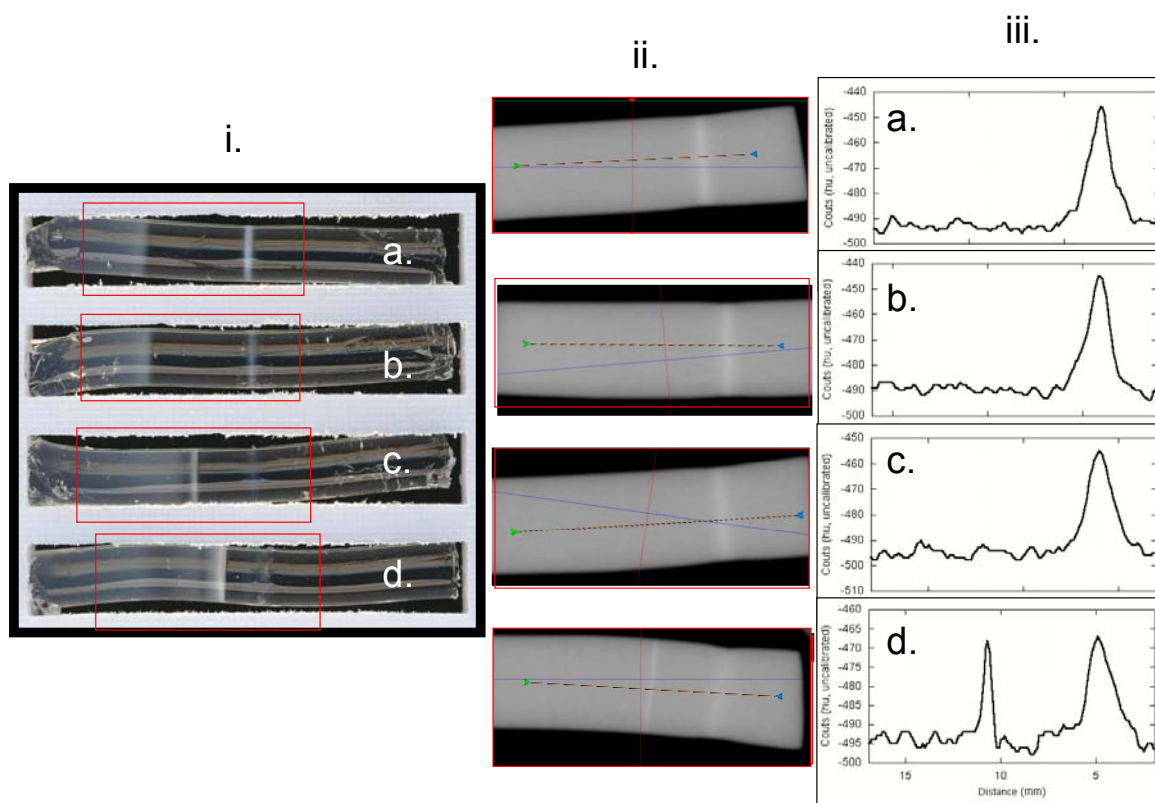 i.
a.
b.
c.
d.
ii.
iii.
a.
Couts (hu, uncalibrated)
-440
-450
-460
-470
-480
-490
-500
b.
Couts (hu, uncalibrated)
-440
-450
-460
-470
-480
-490
-500
c.
Couts (hu, uncalibrated)
-450
-460
-470
-480
-490
-500
-510
d.
Couts (hu, uncalibrated)
-460
-465
-470
-475
-480
-485
-490
-495
-500
15
10
5
Distance (mm)